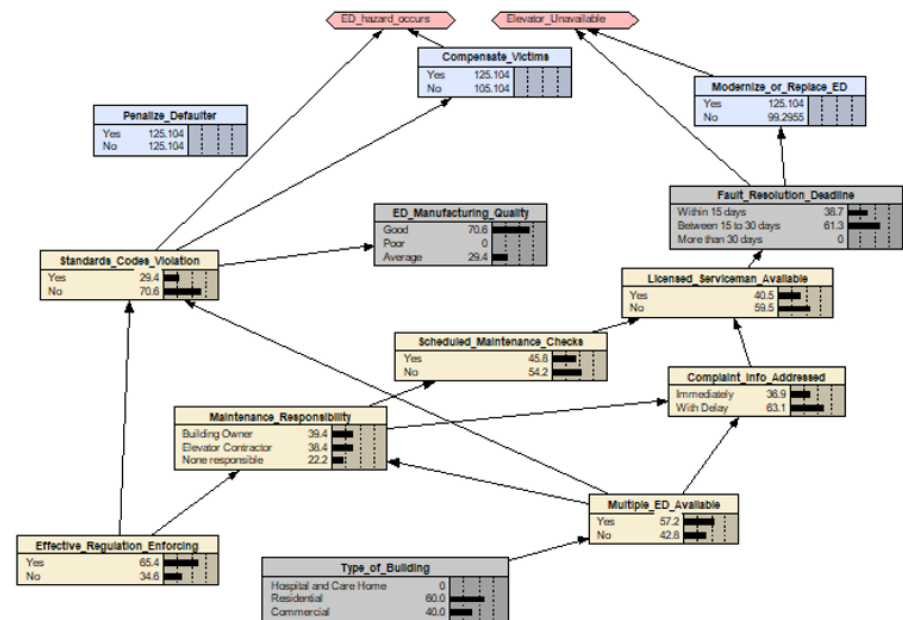 ED_hazard_occurs
Elevator_Unavailable
Compensate_Victims
Yes 125.104
No 105.104
Modernize_or_Replace_ED
Yes 125.104
No 99.2955
Penalize_Defaulter
Yes 125.104
No 125.104
Fault_Resolution_Deadline
Within 15 days 38.7
Between 15 to 30 days 61.3
More than 30 days 0
ED_Manufacturing_Quality
Good 70.6
Poor 0
Average 29.4
Standards_Codes_Violation
Yes 29.4
No 70.6
Licensed_Serviceman_Available
Yes 40.5
No 59.5
Scheduled_Maintenance_Checks
Yes 45.8
No 54.2
Complaint_Info_Addressed
Immediately 36.9
With Delay 63.1
Maintenance_Responsibility
Building Owner 39.4
Elevator Contractor 38.4
None responsible 22.2
Multiple_ED_Available
Yes 57.2
No 42.8
Effective_Regulation_Enforcing
Yes 65.4
No 34.6
Type_of_Building
Hospital and Care Home 0
Residential 60.0
Commercial 40.0